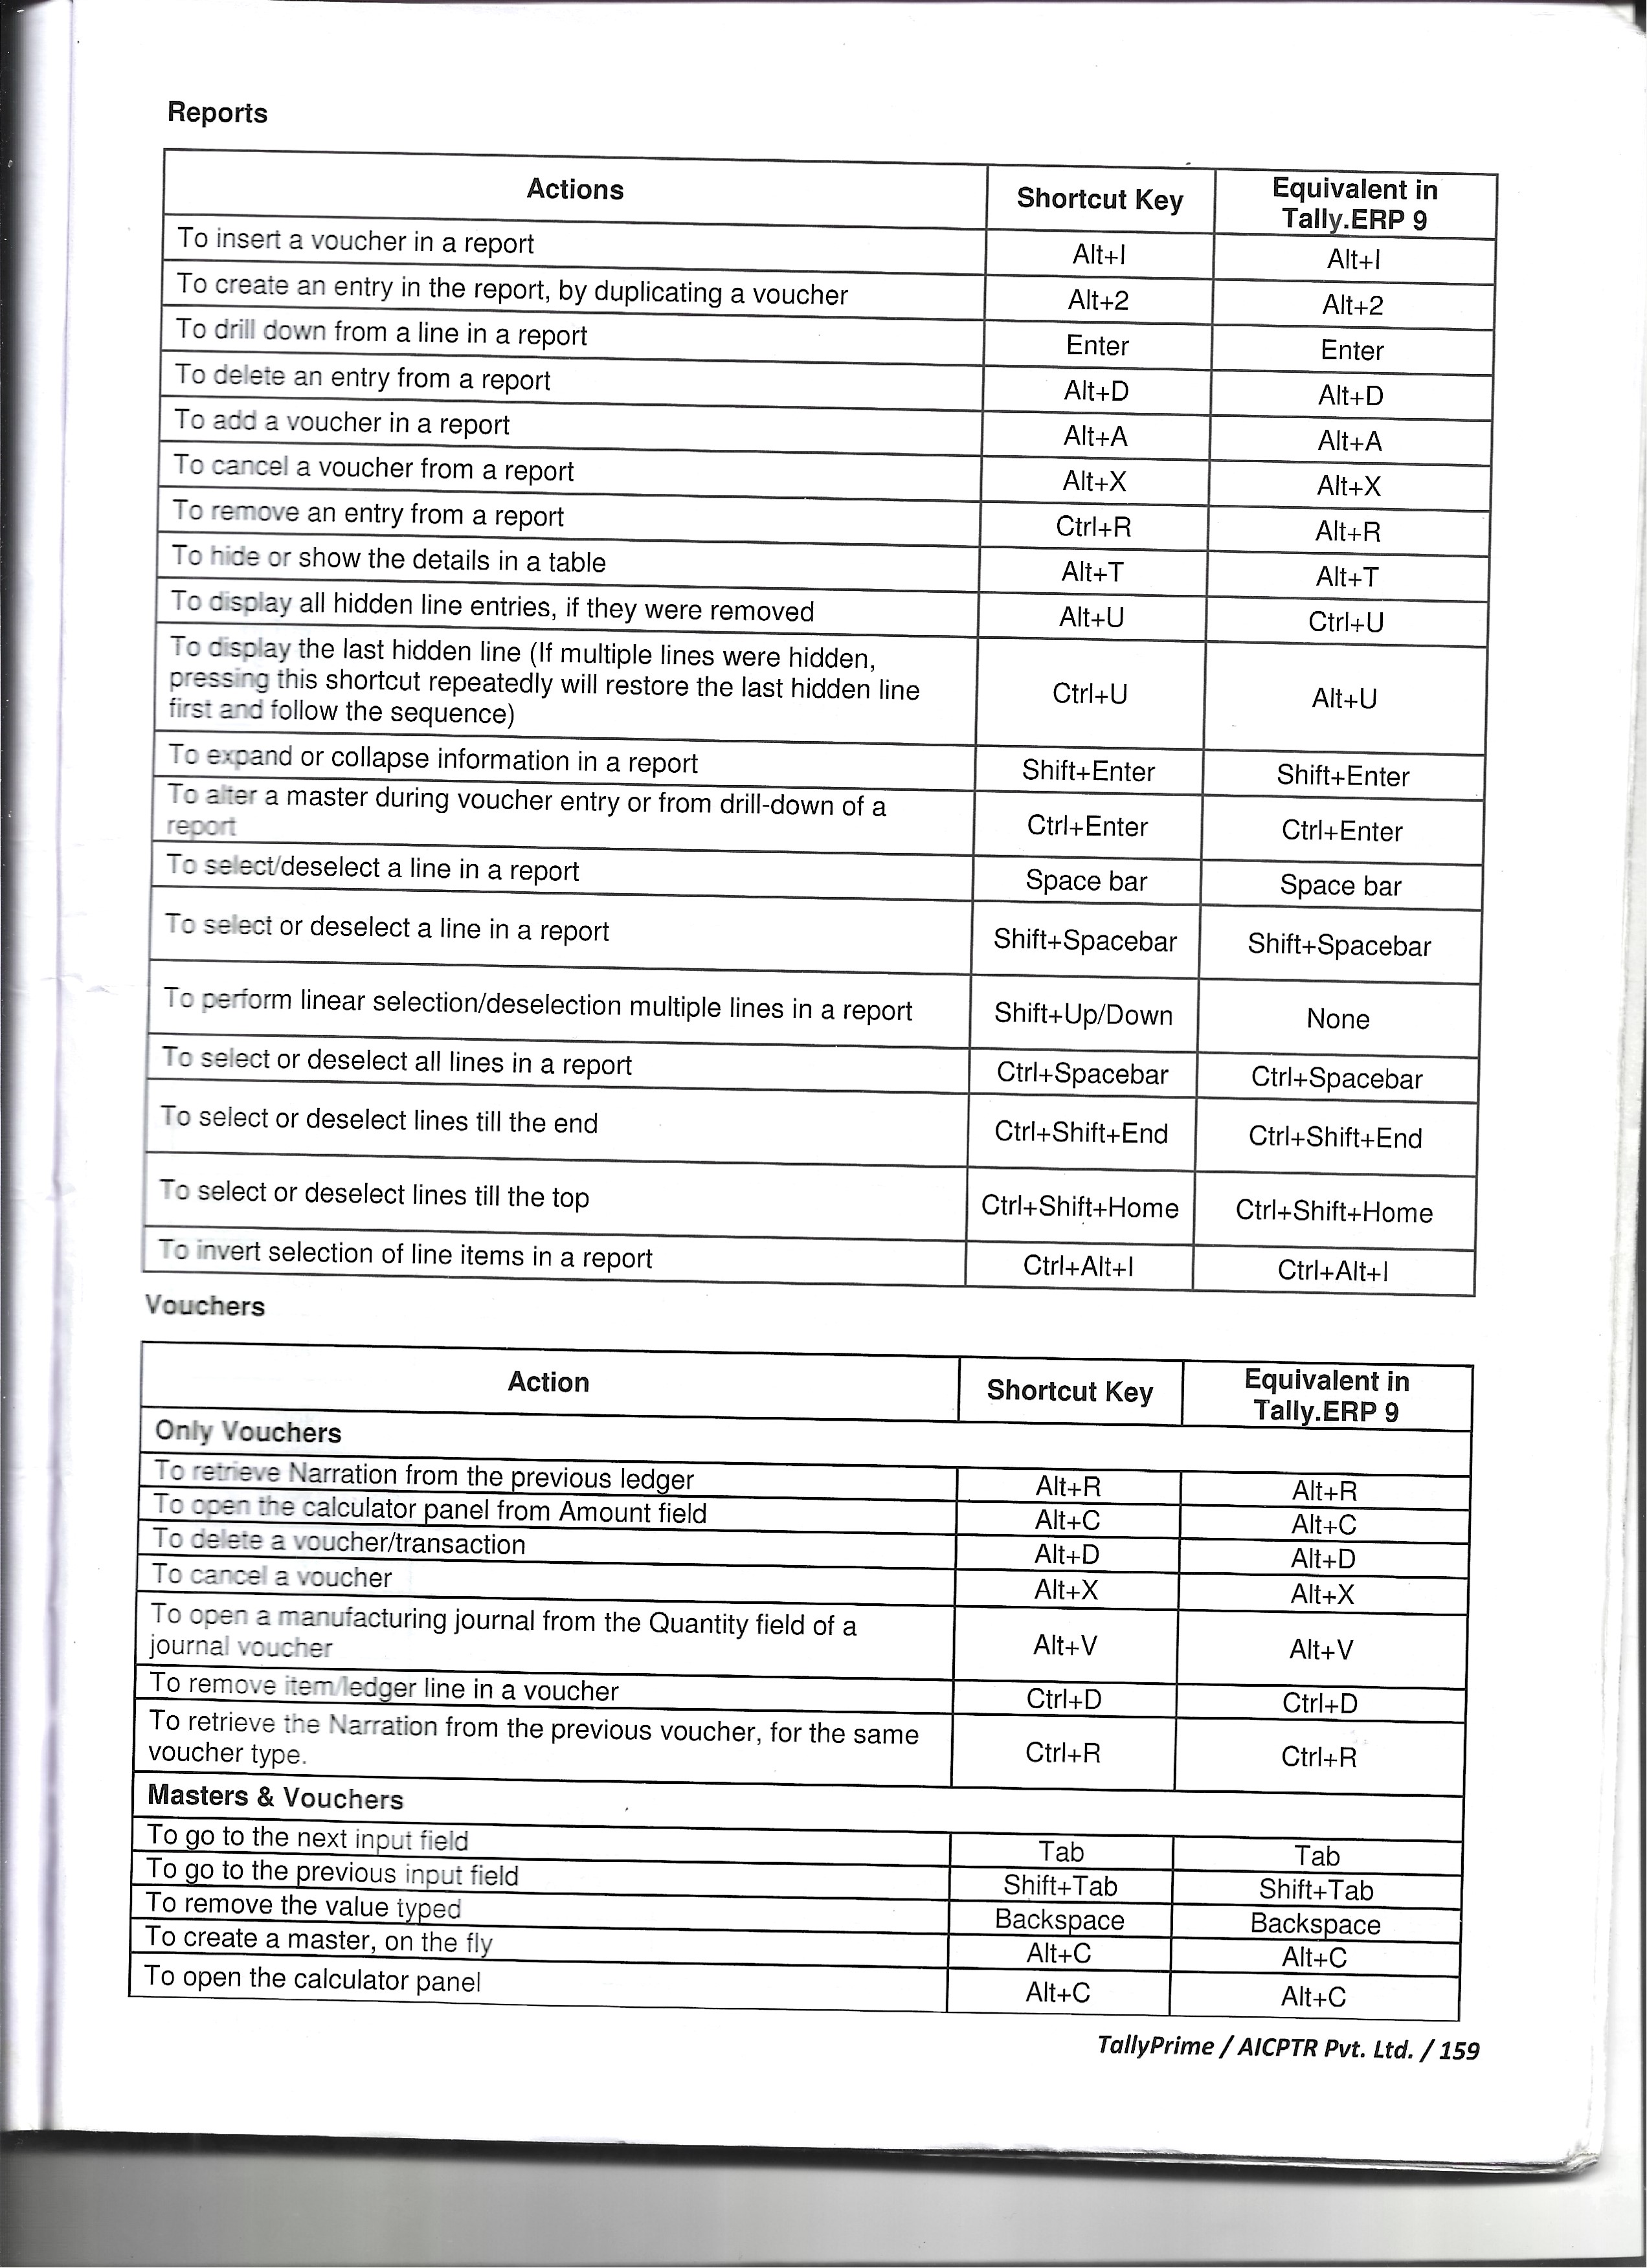 Reports
Actions Shortcut Key Equivalent in
Tally.ERP 9
To insert a voucher in a report Alt+I Alt+I
To create an entry in the report, by duplicating a voucher Alt+2 Alt+2
To drill down from a line in a report Enter Enter
To delete an entry from a report Alt+D Alt+D
To add a voucher in a report Alt+A Alt+A
To cancel a voucher from a report Alt+X Alt+X
To remove an entry from a report Ctrl+R Alt+R
To hide or show the details in a table Alt+T Alt+T
To display all hidden line entries, if they were removed Alt+U Ctrl+U
To display the last hidden line (If multiple lines were hidden,
pressing this shortcut repeatedly will restore the last hidden line Ctrl+U Alt+U
first and follow the sequence)
To expand or collapse information in a report Shift+Enter Shift+Enter
To alter a master during voucher entry or from drill-down of a
report Ctrl+Enter Ctrl+Enter
To select/deselect a line in a report Space bar Space bar
To select or deselect a line in a report Shift+Spacebar Shift+Spacebar
To perform linear selection/deselection multiple lines in a report Shift+Up/Down None
To select or deselect all lines in a report Ctrl+Spacebar Ctrl+Spacebar
To select or deselect lines till the end Ctrl+Shift+End Ctrl+Shift+End
To select or deselect lines till the top Ctrl+Shift+Home Ctrl+Shift+Home
To invert selection of line items in a report Ctrl+Alt+I Ctrl+Alt+I
Vouchers
Action Shortcut Key Equivalent in
Tally.ERP 9
Only Vouchers
To retrieve Narration from the previous ledger Alt+R Alt+R
To open the calculator panel from Amount field Alt+C Alt+C
To delete a voucher/transaction Alt+D Alt+D
To cancel a voucher Alt+X Alt+X
To open a manufacturing journal from the Quantity field of a
journal voucher Alt+V Alt+V
To remove item/ledger line in a voucher Ctrl+D Ctrl+D
To retrieve the Narration from the previous voucher, for the same
voucher type. Ctrl+R Ctrl+R
Masters & Vouchers
To go to the next input field Tab Tab
To go to the previous input field Shift+Tab Shift+Tab
To remove the value typed Backspace Backspace
To create a master, on the fly Alt+C Alt+C
To open the calculator panel Alt+C Alt+C
TallyPrime / AICPTR Pvt. Ltd. / 159